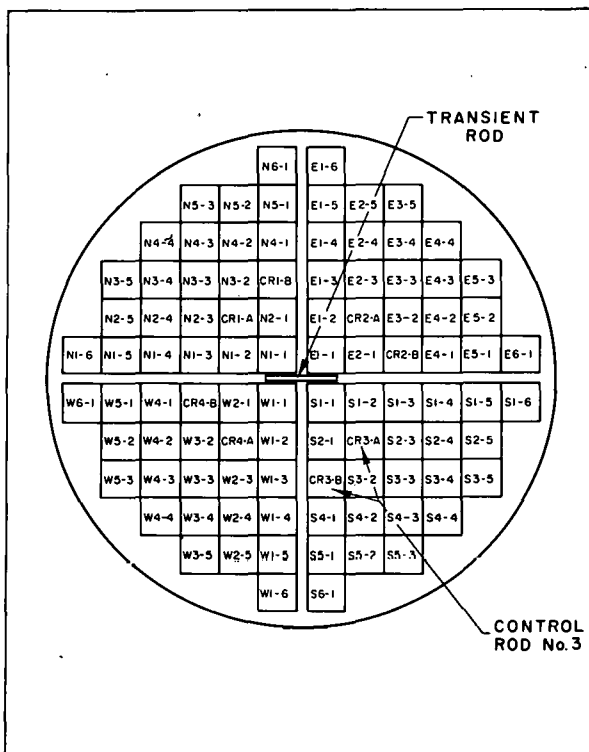 TRANSIENT
ROD
N6-1 E1-6
N5-3 N5-2 N5-1 E1-5 E2-5 E3-5
N4-4 N4-3 N4-2 N4-1 E1-4 E2-4 E3-4 E4-4
N3-5 N3-4 N3-3 N3-2 CR1-B E1-3 E2-3 E3-3 E4-3 E5-3
N2-5 N2-4 N2-3 CR1-A N2-1 E1-2 CR2-A E3-2 E4-2 E5-2
N1-6 N1-5 N1-4 N1-3 N1-2 N1-1 E1-1 E2-1 CR2-B E4-1 E5-1 E6-1
W6-1 W5-1 W4-1 CR4-B W2-1 W1-1 S1-1 S1-2 S1-3 S1-4 S1-5 S1-6
W5-2 W4-2 W3-2 CR4-A W1-2 S2-1 CR3-A S2-3 S2-4 S2-5
W5-3 W4-3 W3-3 W2-3 W1-3 CR3-B S3-2 S3-3 S3-4 S3-5
W4-4 W3-4 W2-4 W1-4 S4-1 S4-2 S4-3 S4-4
W3-5 W2-5 W1-5 S5-1 S5-2 S5-3
W1-6 S6-1
CONTROL
ROD No.3